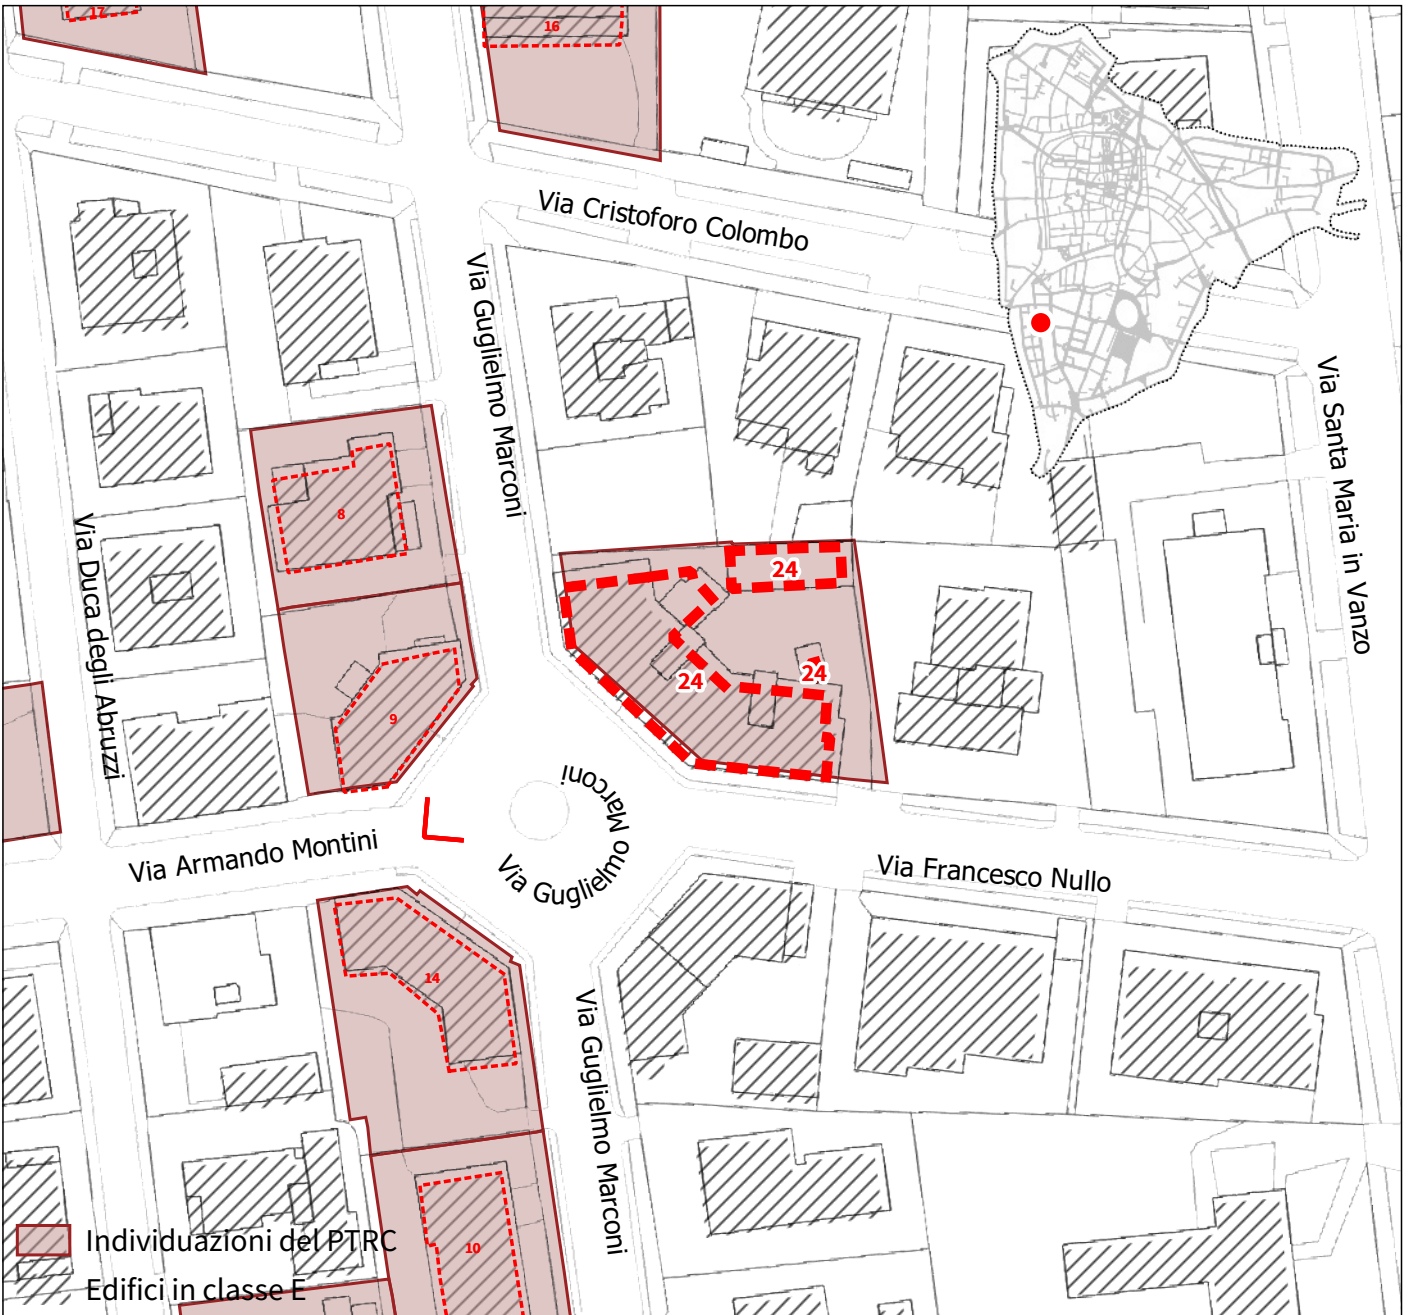 17
16
Via Cristoforo Colombo
Via Guglielmo Marconi
Via Santa Maria in Vanzo
8
Via Duca degli Abruzzi
24
24
24
9
Via Guglielmo Marconi
Via Armando Montini
Via Francesco Nullo
14
Via Guglielmo Marconi
10
Individuazioni del PTRC
Edifici in classe E